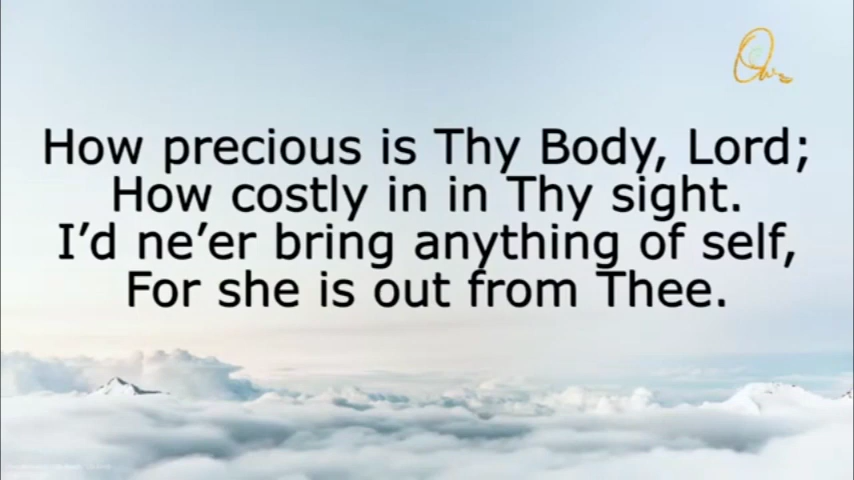 How precious is Thy Body, Lord;
How costly in in Thy sight.
I’d ne’er bring anything of self,
For she is out from Thee.